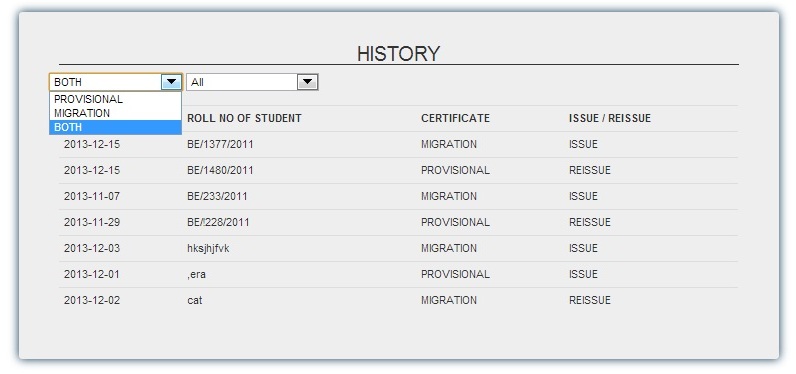 HISTORY
BOTH All
PROVISIONAL
MIGRATION
BOTH
ROLL NO OF STUDENT CERTIFICATE ISSUE / REISSUE
2013-12-15 BE/1377/2011 MIGRATION ISSUE
2013-12-15 BE/1480/2011 PROVISIONAL REISSUE
2013-11-07 BE/233/2011 MIGRATION ISSUE
2013-11-29 BE/!228/2011 PROVISIONAL REISSUE
2013-12-03 hksjhjfvk MIGRATION ISSUE
2013-12-01 ,era PROVISIONAL ISSUE
2013-12-02 cat MIGRATION REISSUE